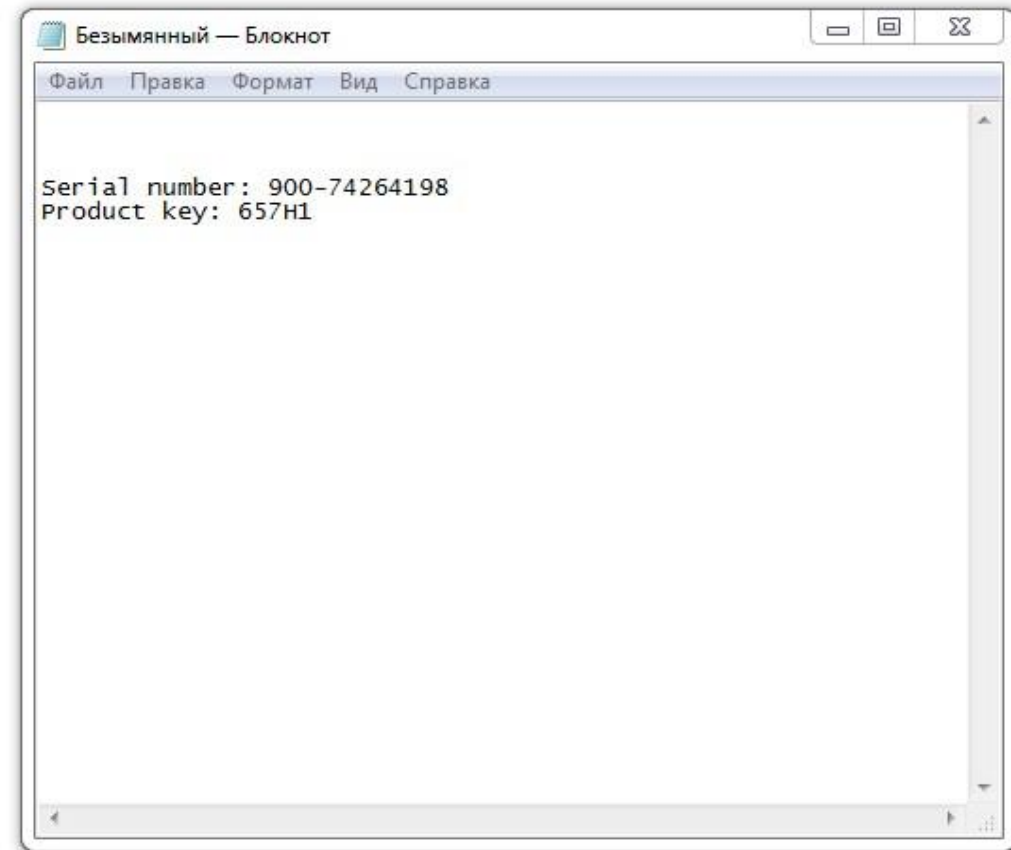 Безымянный — Блокнот
Файл Правка Формат Вид Справка
Serial number: 900-74264198
Product key: 657H1